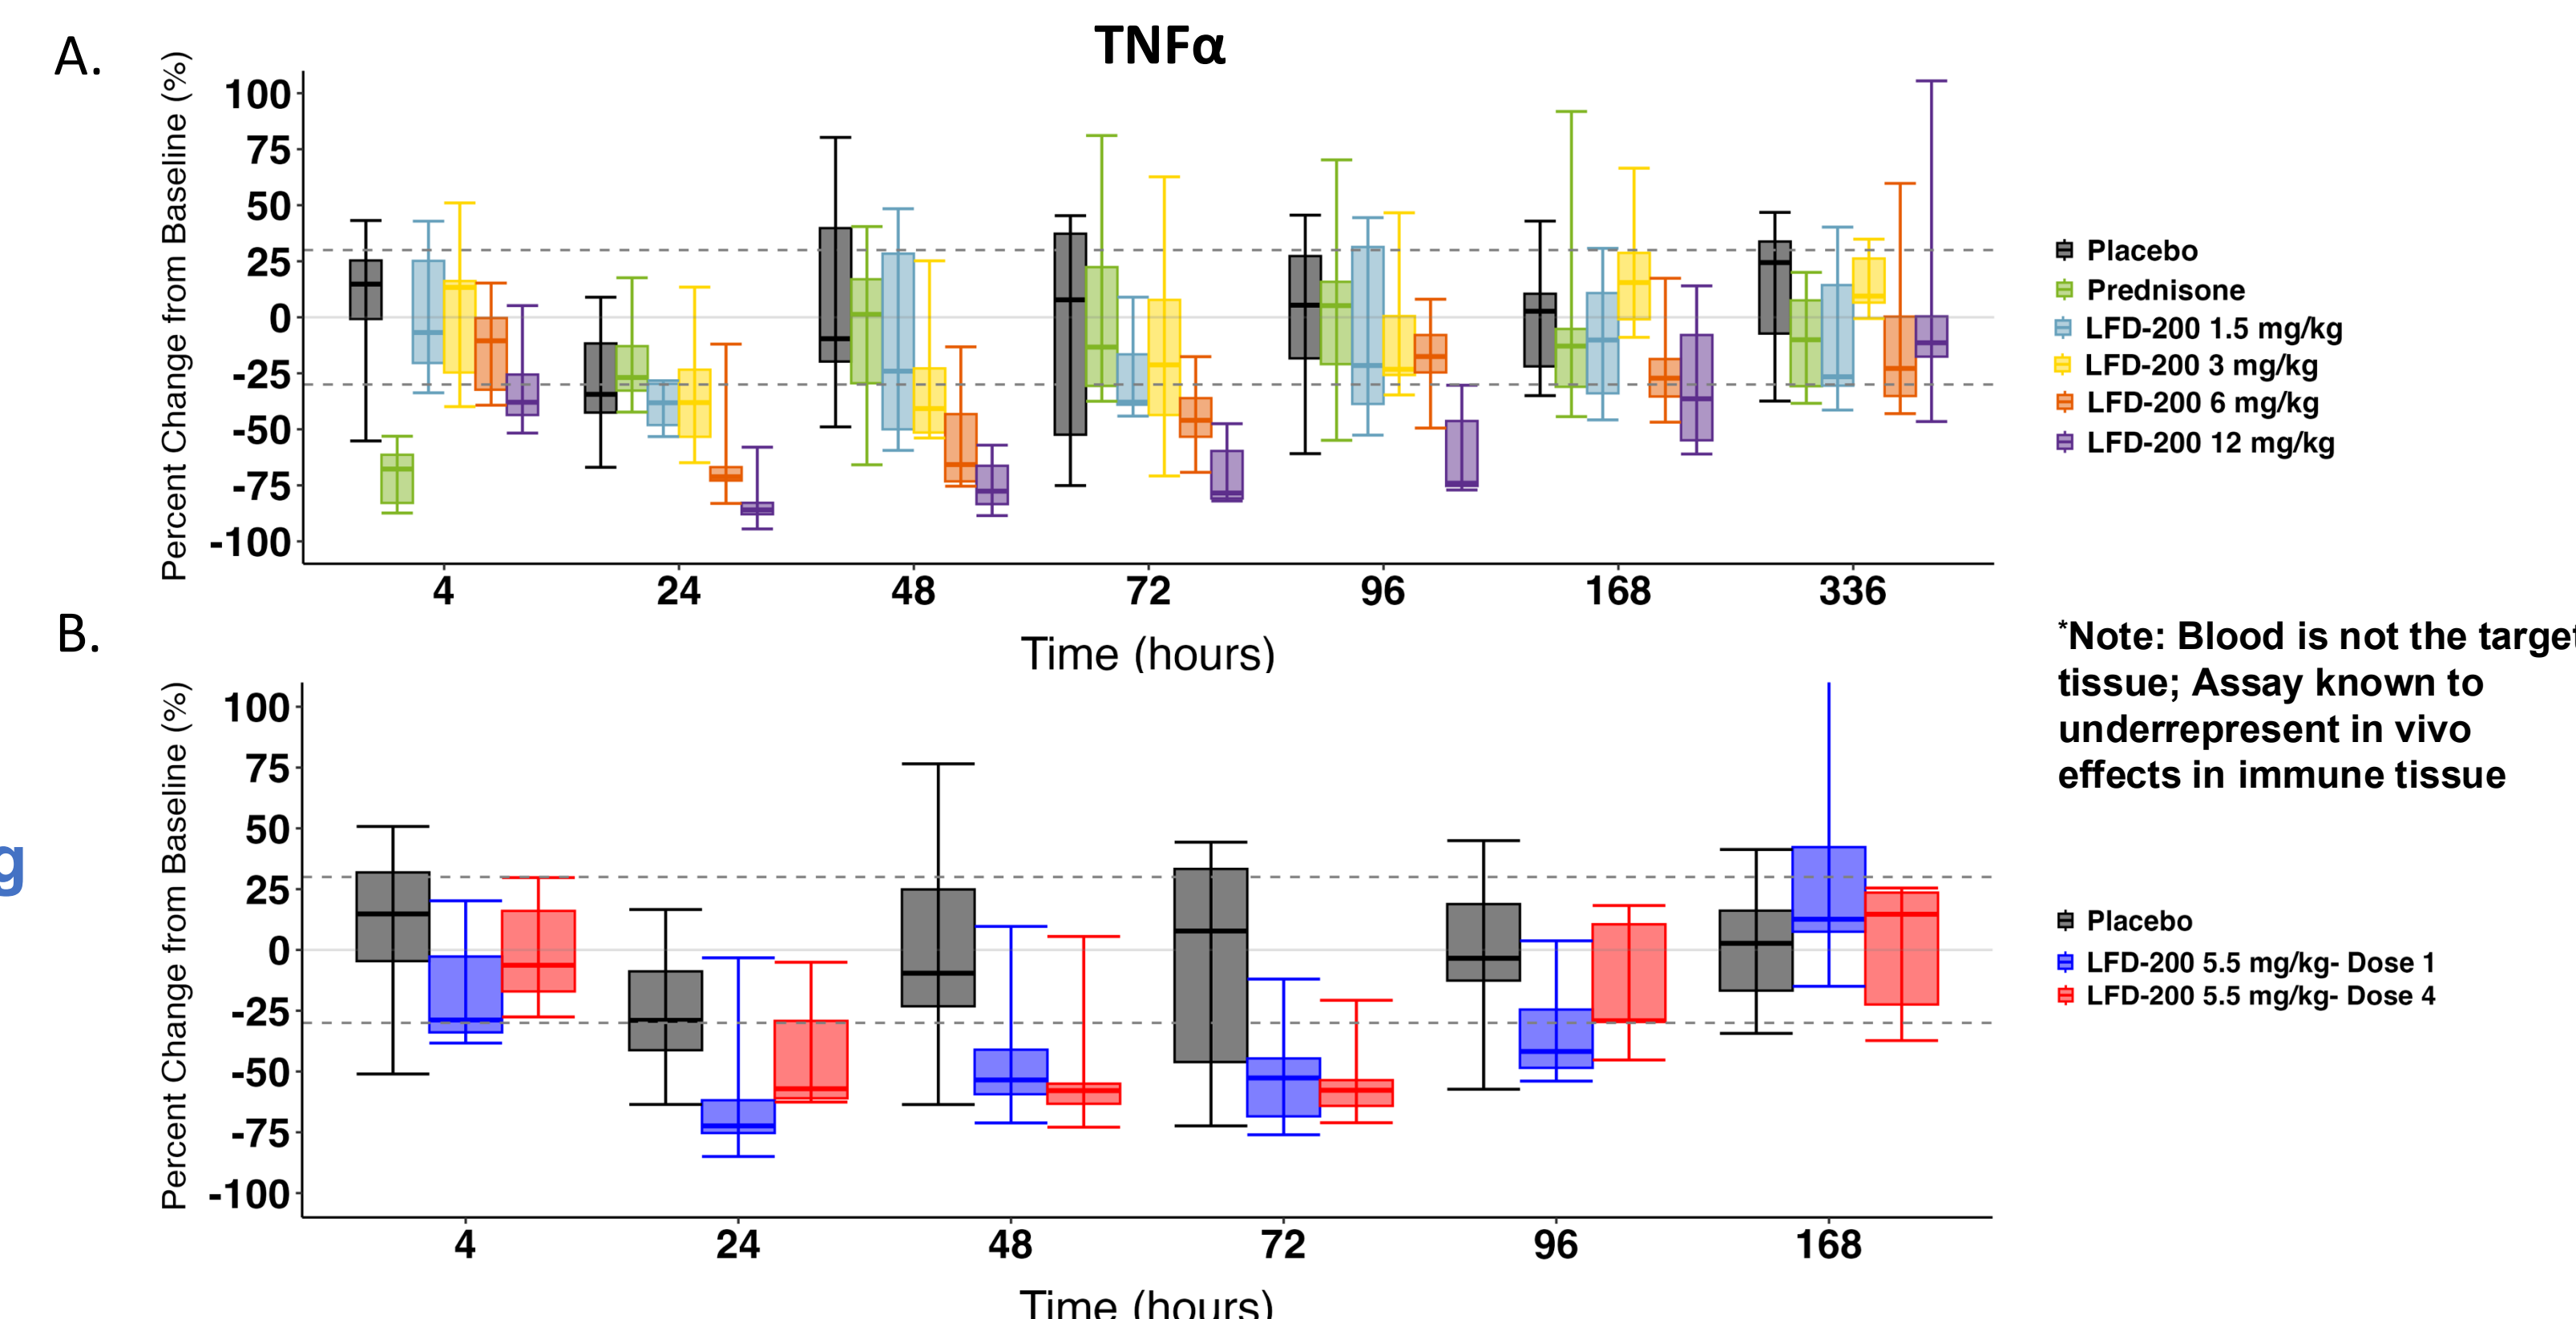 A.
TNFα
Percent Change from Baseline (%)
100
75
50
25
0
-25
-50
-75
-100
4 24 48 72 96 168 336
Time (hours)
Placebo
Prednisone
LFD-200 1.5 mg/kg
LFD-200 3 mg/kg
LFD-200 6 mg/kg
LFD-200 12 mg/kg
B.
Percent Change from Baseline (%)
100
75
50
25
0
-25
-50
-75
-100
4 24 48 72 96 168
Time (hours)
*Note: Blood is not the target
tissue; Assay known to
underrepresent in vivo
effects in immune tissue
Placebo
LFD-200 5.5 mg/kg- Dose 1
LFD-200 5.5 mg/kg- Dose 4
g